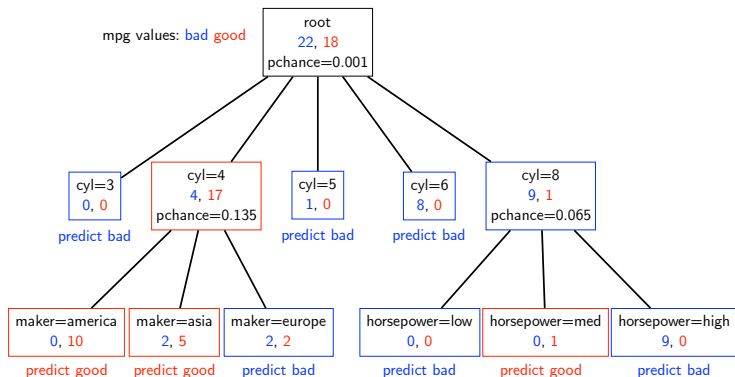 mpg values: bad good
root
22, 18
pchance=0.001
cyl=3
0, 0
predict bad
cyl=4
4, 17
pchance=0.135
cyl=5
1, 0
predict bad
cyl=6
8, 0
predict bad
cyl=8
9, 1
pchance=0.065
maker=america
0, 10
predict good
maker=asia
2, 5
predict good
maker=europe
2, 2
predict bad
horsepower=low
0, 0
predict bad
horsepower=med
0, 1
predict good
horsepower=high
9, 0
predict bad